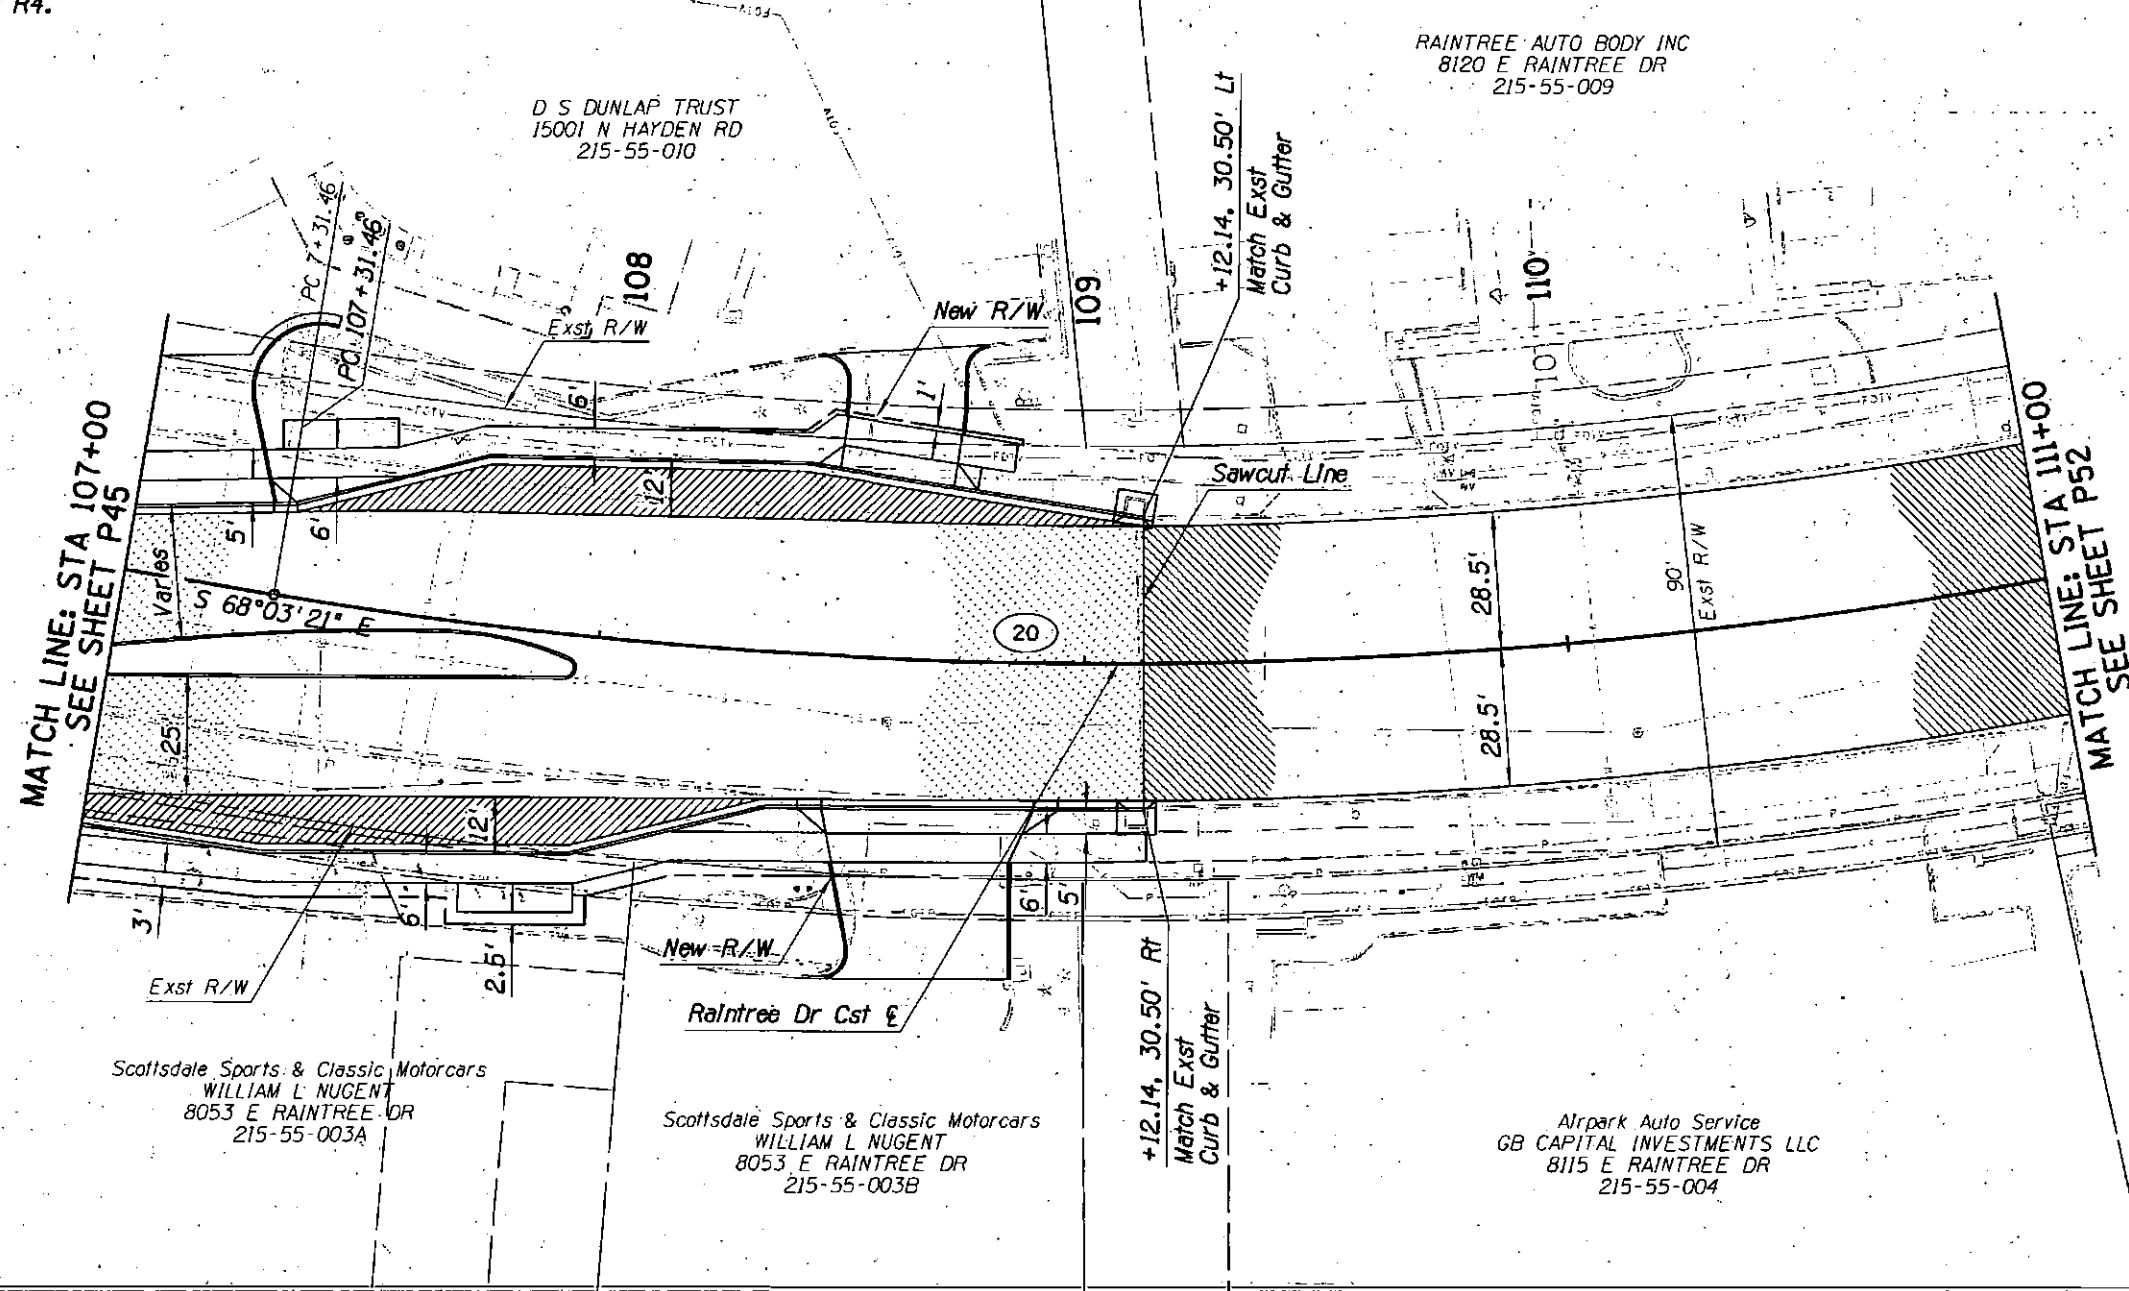 R4.
RAINTREE AUTO BODY INC
8120 E RAINTREE DR
215-55-009
D S DUNLAP TRUST
15001 N HAYDEN RD
215-55-010
+12.14, 30.50' Lt
Match Exst
Curb & Gutter
PC 7+31.46
PC 107+31.46
108
Exst R/W
New R/W
109
110
10
6'
1'
12'
Sawcut Line
MATCH LINE: STA 107+00
SEE SHEET P45
MATCH LINE: STA 111+00
SEE SHEET P52
5'
6'
Varies
S 68°03'21" E
20
28.5'
28.5'
90'
Exst R/W
25'
12'
3'
6'
2.5'
6'
5'
Exst R/W
New R/W
Raintree Dr Cst ℄
+12.14, 30.50' Rt
Match Exst
Curb & Gutter
Scottsdale Sports & Classic Motorcars
WILLIAM L NUGENT
8053 E RAINTREE DR
215-55-003A
Scottsdale Sports & Classic Motorcars
WILLIAM L NUGENT
8053 E RAINTREE DR
215-55-003B
Airpark Auto Service
GB CAPITAL INVESTMENTS LLC
8115 E RAINTREE DR
215-55-004